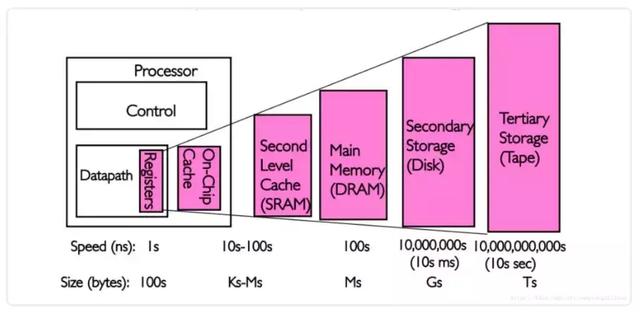 Processor
Control
Datapath
Registers
On-Chip
Cache
Second
Level
Cache
(SRAM)
Main
Memory
(DRAM)
Secondary
Storage
(Disk)
Tertiary
Storage
(Tape)
Speed (ns): 1s 10s-100s 100s 10,000,000s 10,000,000,000s
(10s ms) (10s sec)
Size (bytes): 100s Ks-Ms Ms Gs Ts